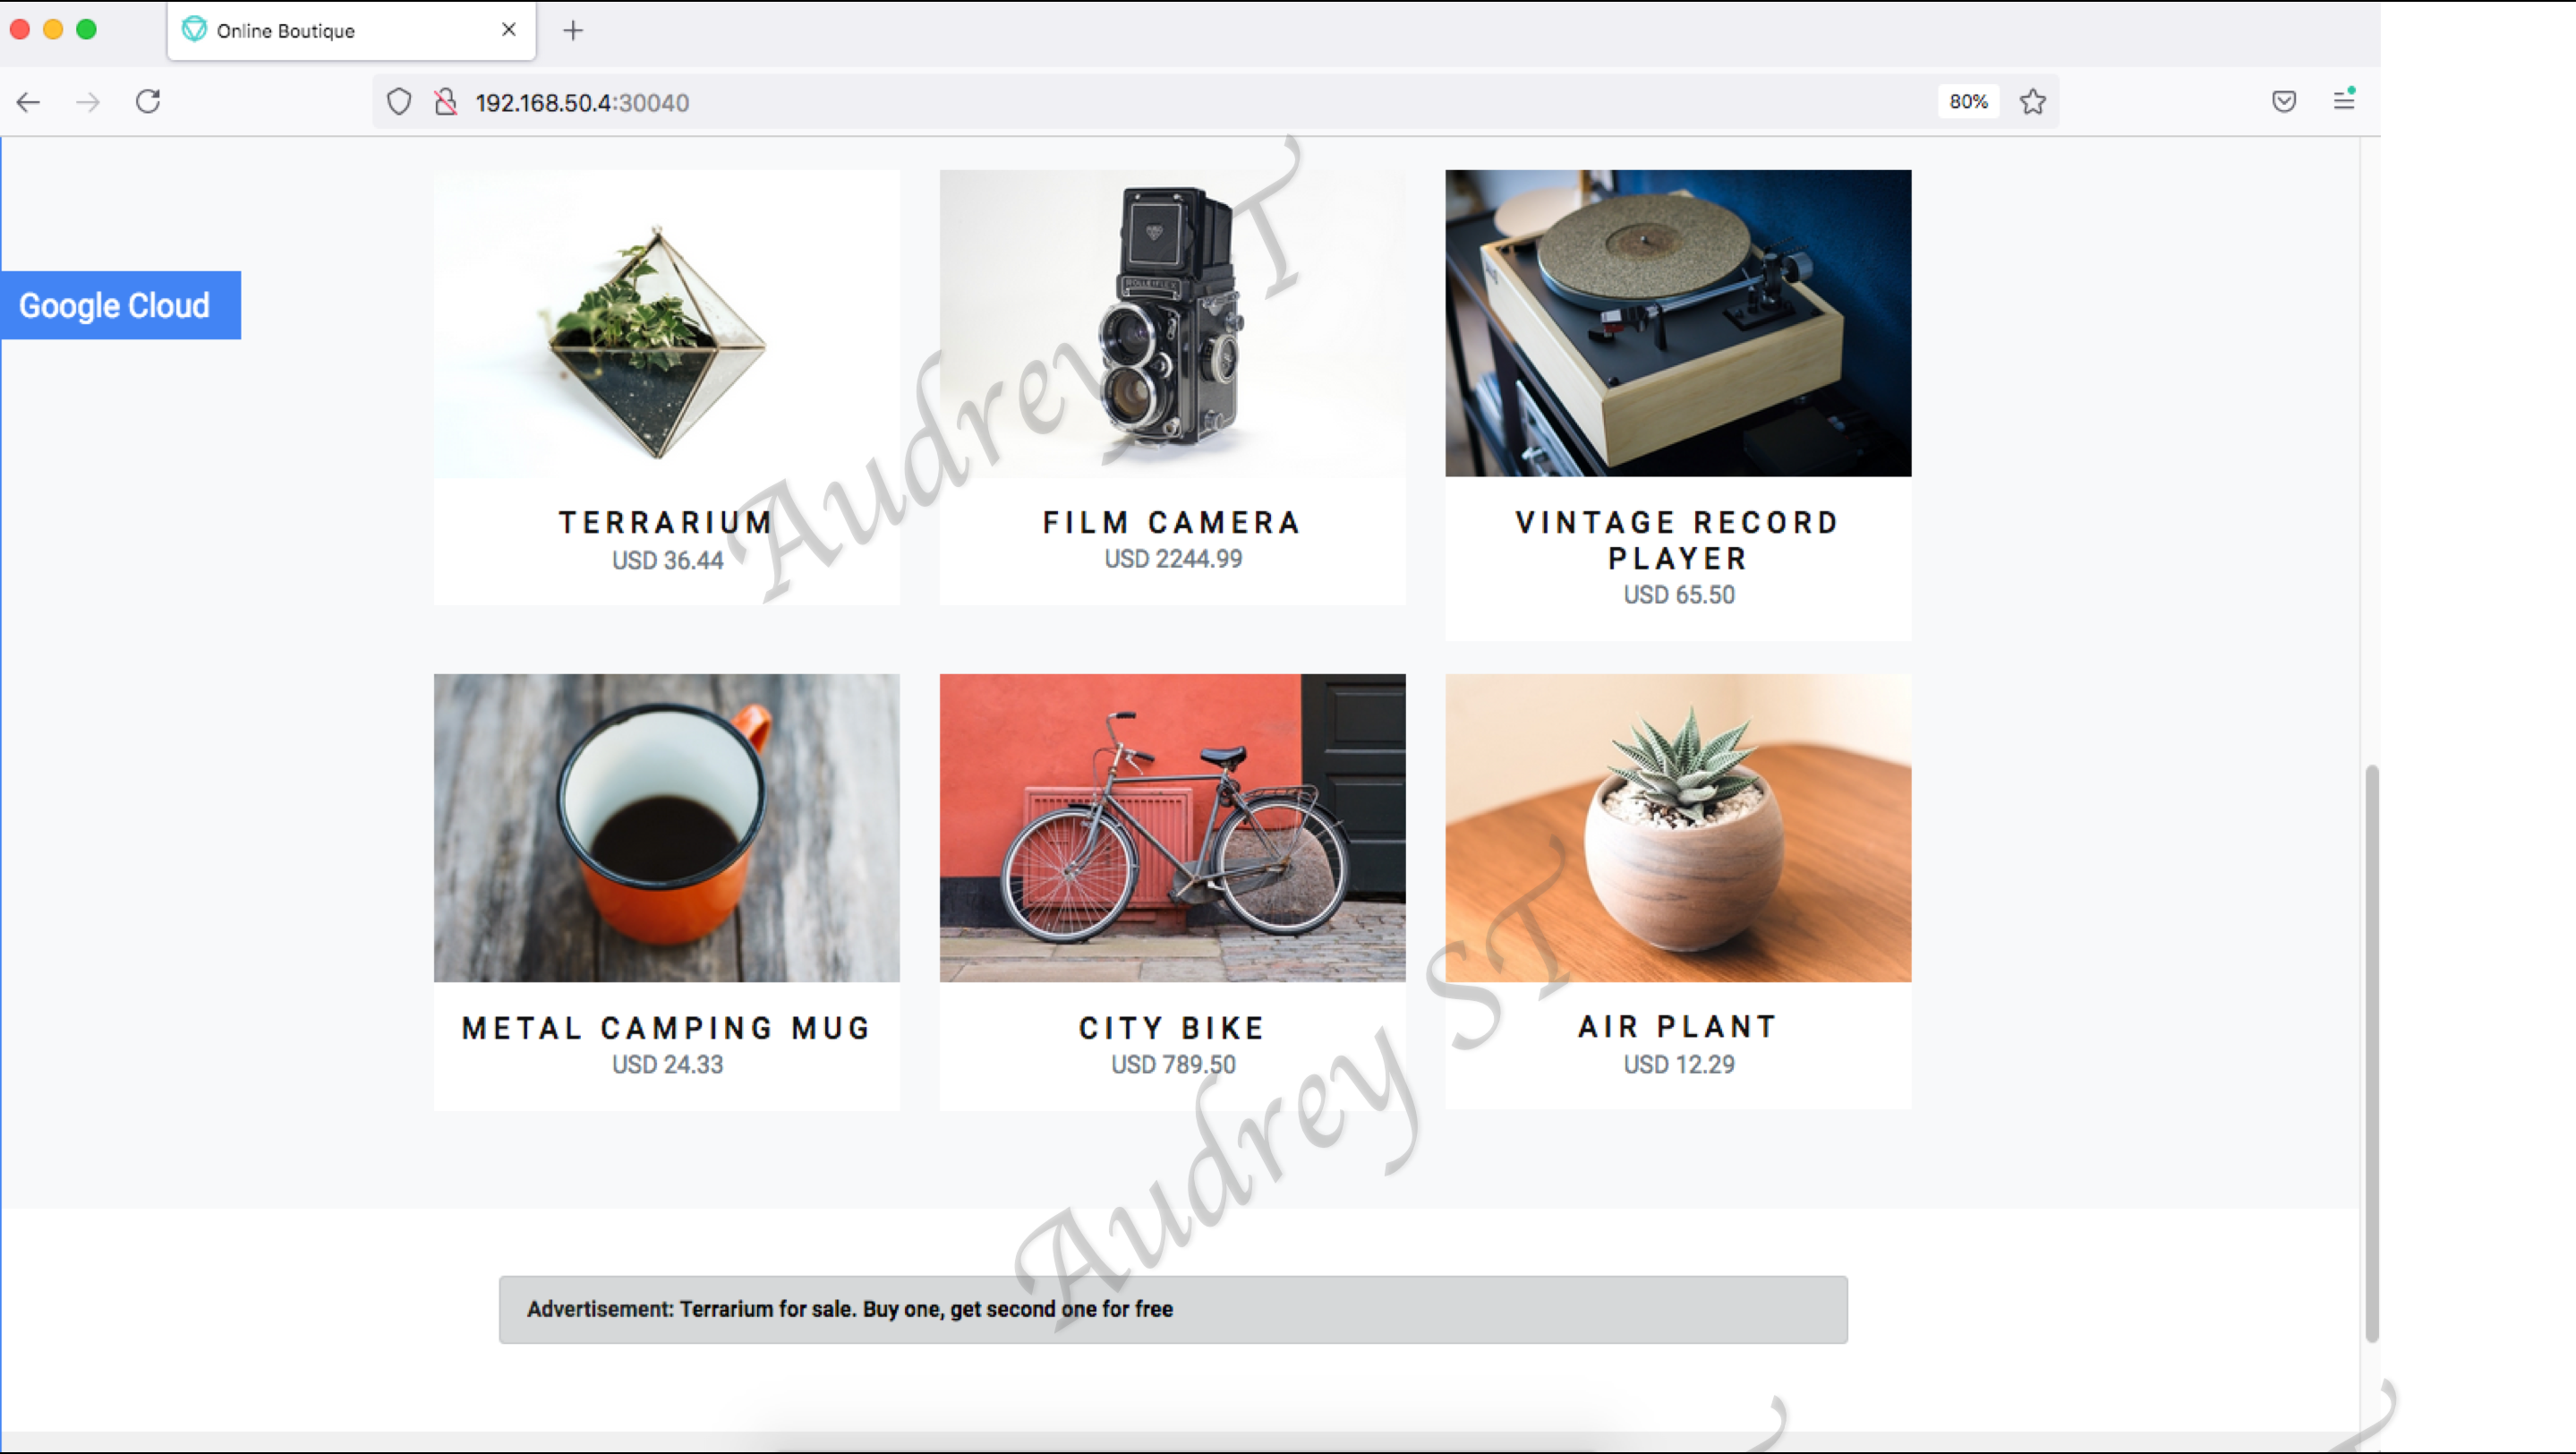 Online Boutique
192.168.50.4:30040
80%
Google Cloud
ROLLEIFLEX
TERRARIUM
USD 36.44
FILM CAMERA
USD 2244.99
VINTAGE RECORD
PLAYER
USD 65.50
METAL CAMPING MUG
USD 24.33
CITY BIKE
USD 789.50
AIR PLANT
USD 12.29
Advertisement: Terrarium for sale. Buy one, get second one for free
Audrey ST
Audrey ST